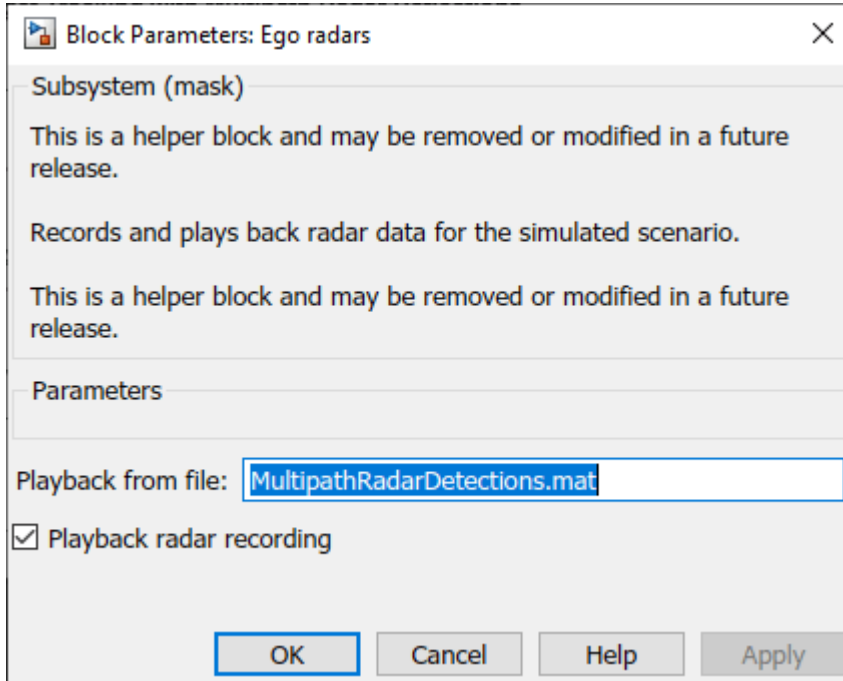 Block Parameters: Ego radars
Subsystem (mask)
This is a helper block and may be removed or modified in a future
release.
Records and plays back radar data for the simulated scenario.
This is a helper block and may be removed or modified in a future
release.
Parameters
Playback from file: MultipathRadarDetections.mat
Playback radar recording
OK Cancel Help Apply